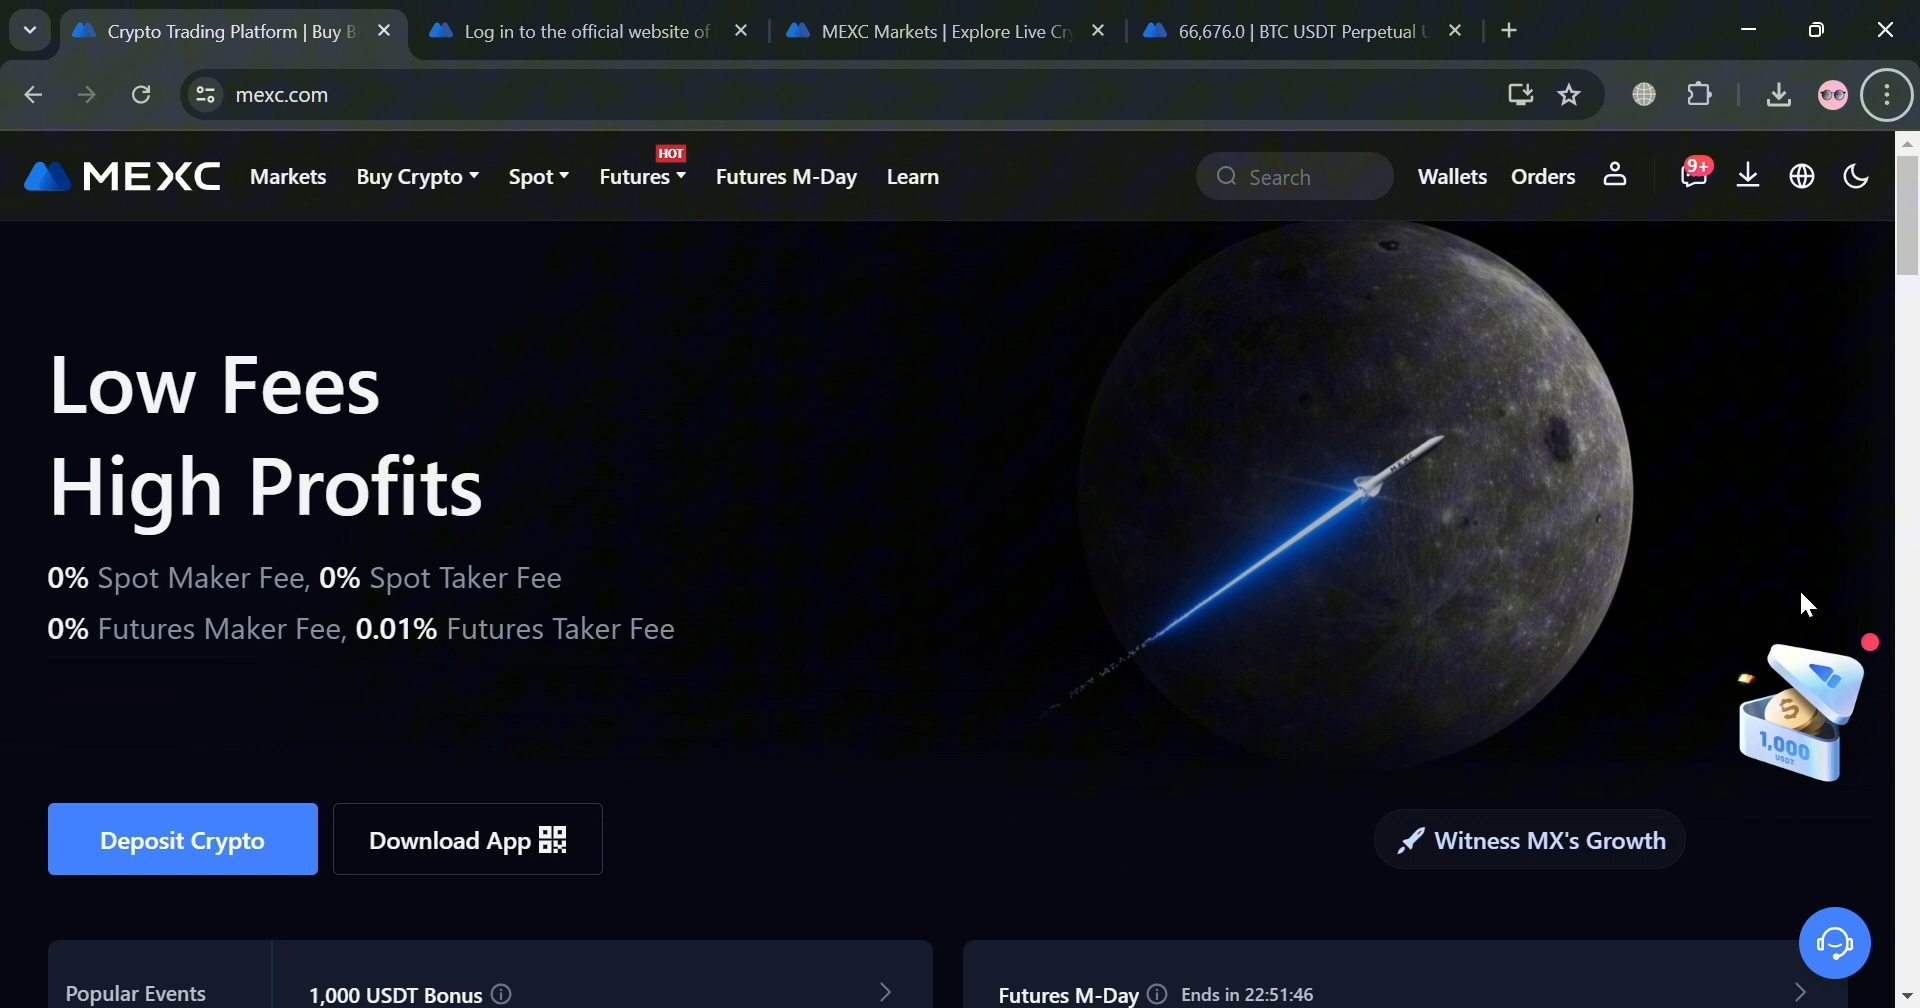 Crypto Trading Platform | Buy B
Log in to the official website of
MEXC Markets | Explore Live Cry
66,676.0 | BTC USDT Perpetual
mexc.com
MEXC
Markets
Buy Crypto
Spot
HOT
Futures
Futures M-Day
Learn
Search
Wallets
Orders
9+
Low Fees
High Profits
0% Spot Maker Fee, 0% Spot Taker Fee
0% Futures Maker Fee, 0.01% Futures Taker Fee
MEXC
$
1,000
USDT
Deposit Crypto
Download App
Witness MX's Growth
Popular Events
1,000 USDT Bonus
Futures M-Day
Ends in 22:51:46